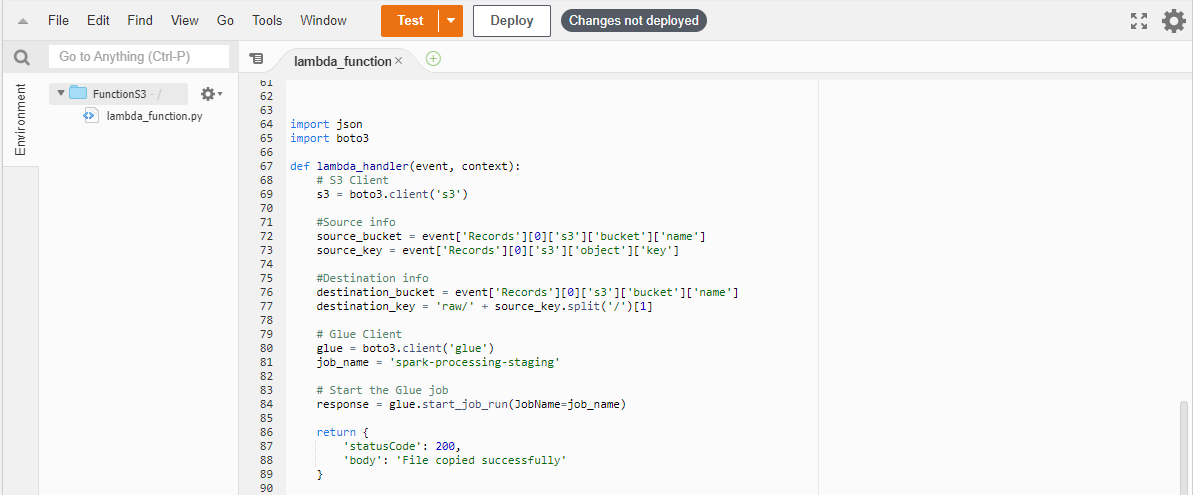 File Edit Find View Go Tools Window Test Deploy Changes not deployed
Go to Anything (Ctrl-P)
lambda_function
Environment
FunctionS3 - /
lambda_function.py
61
62
63
64 import json
65 import boto3
66
67 def lambda_handler(event, context):
68     # S3 Client
69     s3 = boto3.client('s3')
70
71     #Source info
72     source_bucket = event['Records'][0]['s3']['bucket']['name']
73     source_key = event['Records'][0]['s3']['object']['key']
74
75     #Destination info
76     destination_bucket = event['Records'][0]['s3']['bucket']['name']
77     destination_key = 'raw/' + source_key.split('/')[1]
78
79     # Glue Client
80     glue = boto3.client('glue')
81     job_name = 'spark-processing-staging'
82
83     # Start the Glue job
84     response = glue.start_job_run(JobName=job_name)
85
86     return {
87         'statusCode': 200,
88         'body': 'File copied successfully'
89     }
90